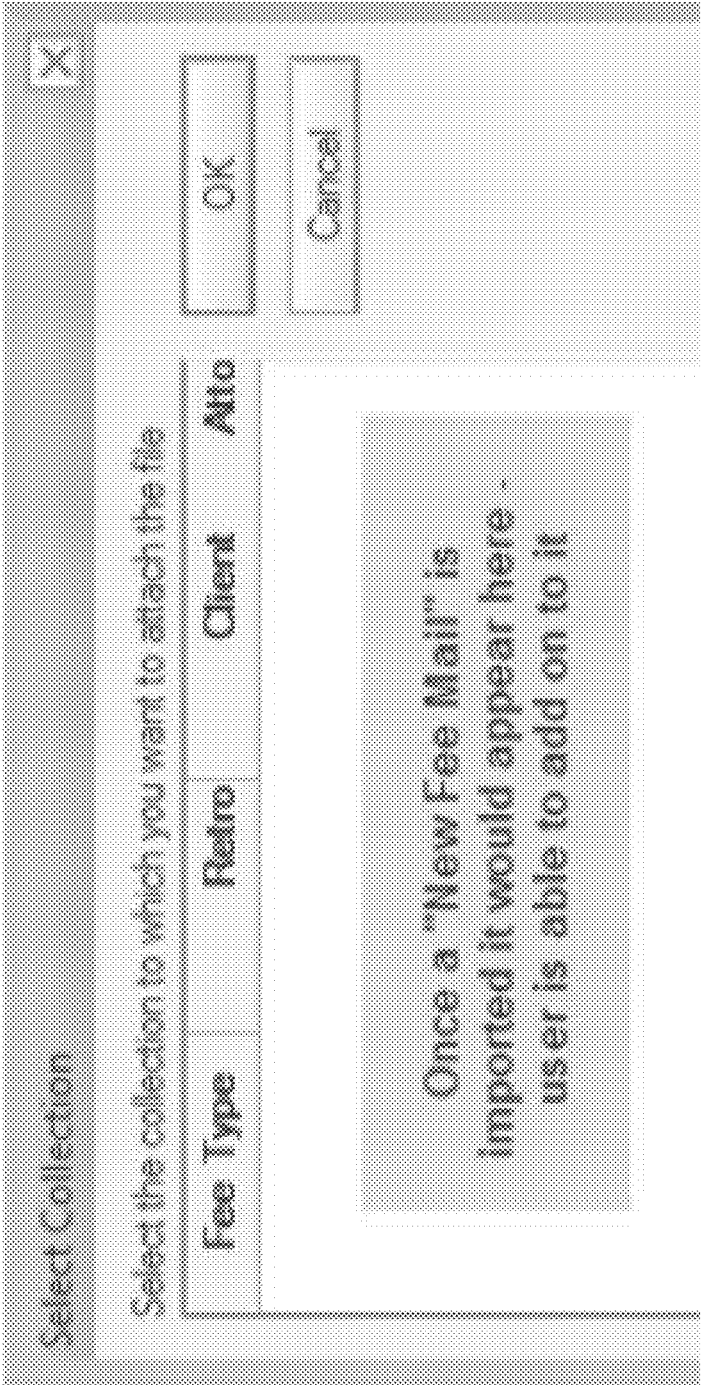 Select Collection
Select the collection to which you want to attach the file
Fee Type Retro Client
OK
Cancel
Once a "New Fee Mail" is
imported it would appear here -
user is able to add on to it